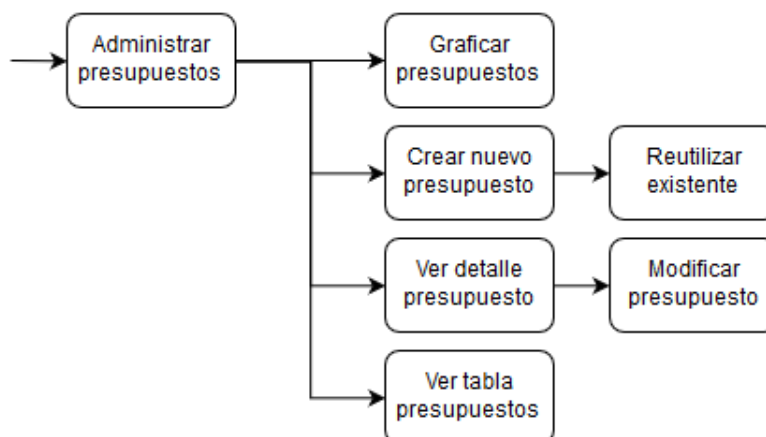 Administrar
presupuestos
Graficar
presupuestos
Crear nuevo
presupuesto
Reutilizar
existente
Ver detalle
presupuesto
Modificar
presupuesto
Ver tabla
presupuestos